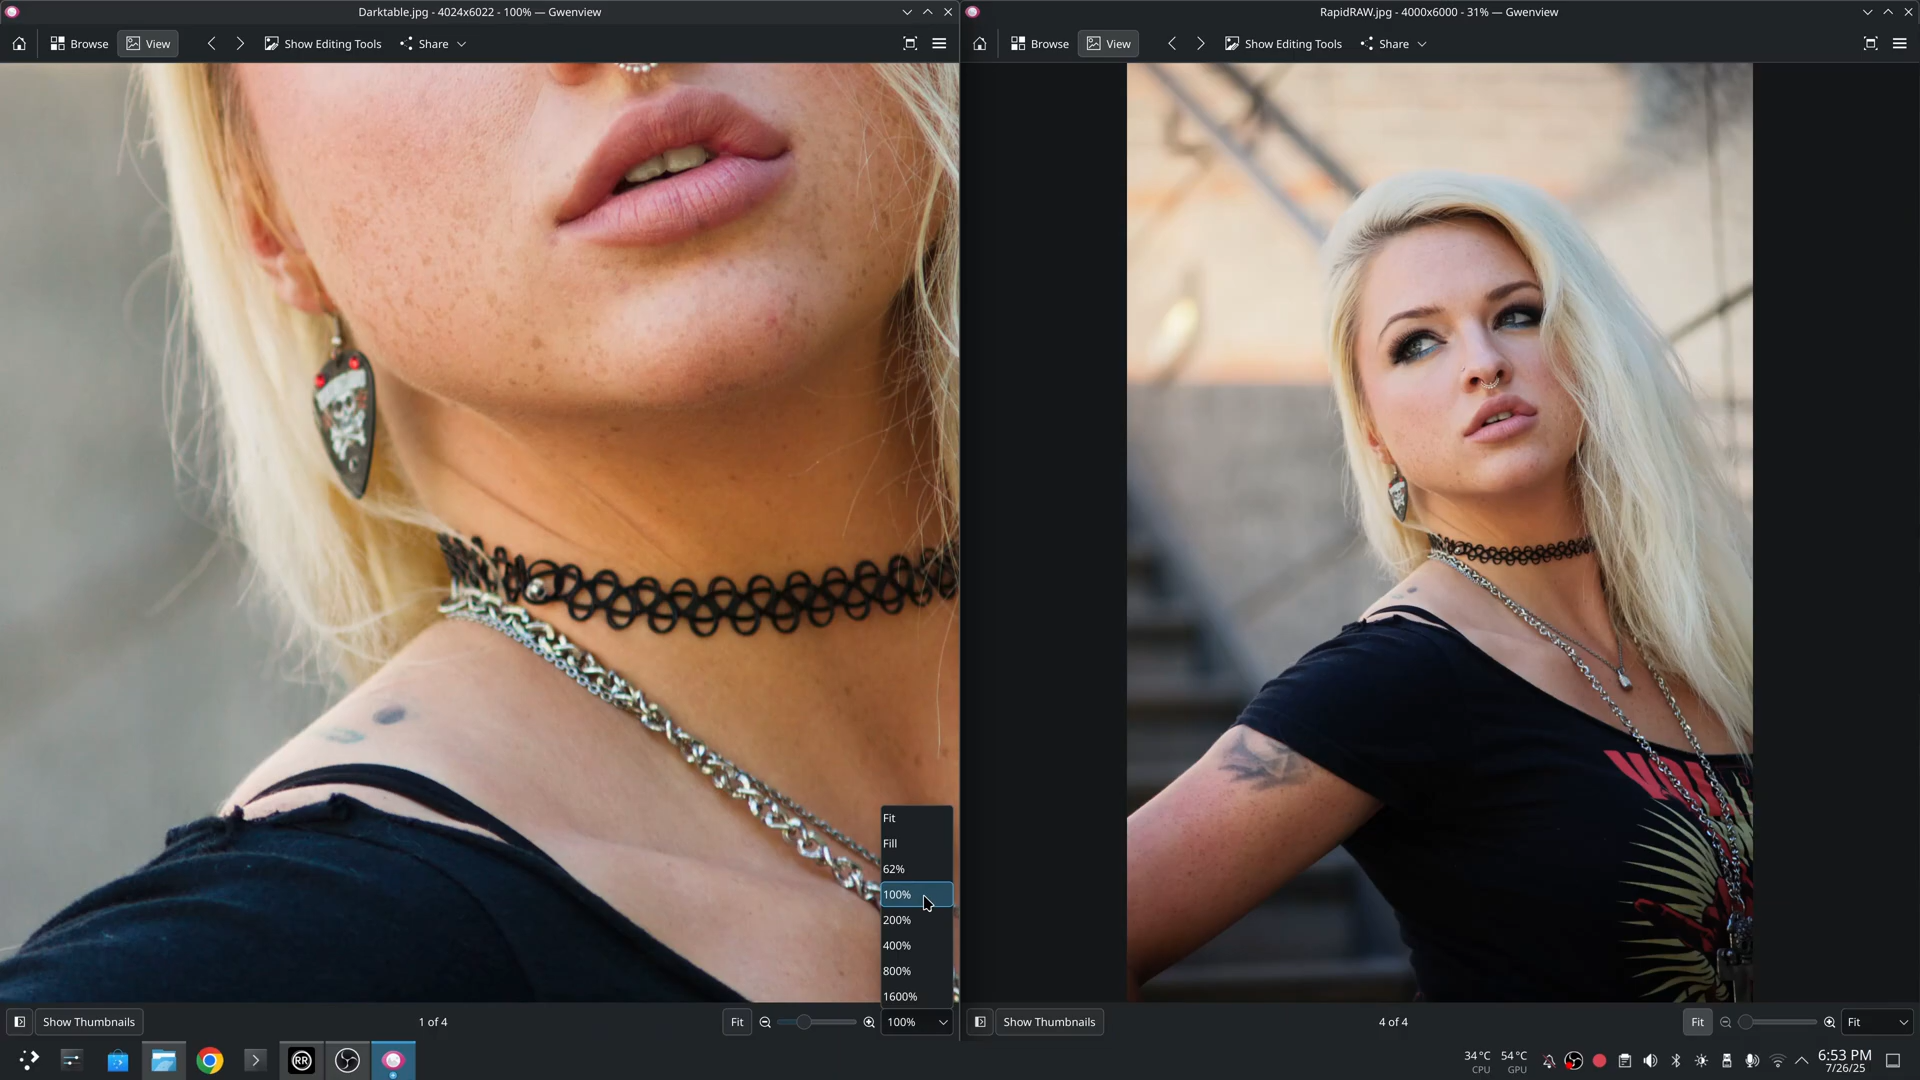 Darktable.jpg - 4024x6022 - 100% — Gwenview
Browse
View
Show Editing Tools
Share
Fit
Fill
62%
100%
200%
400%
800%
1600%
Show Thumbnails
1 of 4
Fit
100%
RapidRAW.jpg - 4000x6000 - 31% — Gwenview
Browse
View
Show Editing Tools
Share
Show Thumbnails
4 of 4
Fit
Fit
RR
34°C
CPU
54°C
GPU
6:53 PM
7/26/25